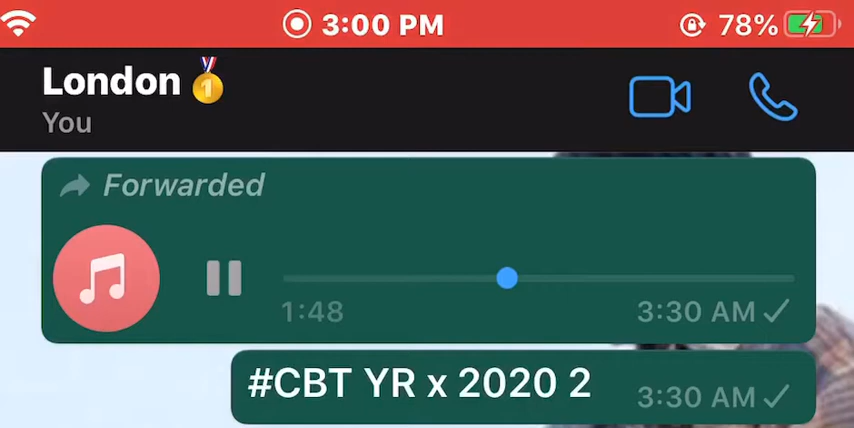 3:00 PM 78%
London 🥇
You
Forwarded
1:48 3:30 AM
#CBT YR x 2020 2 3:30 AM